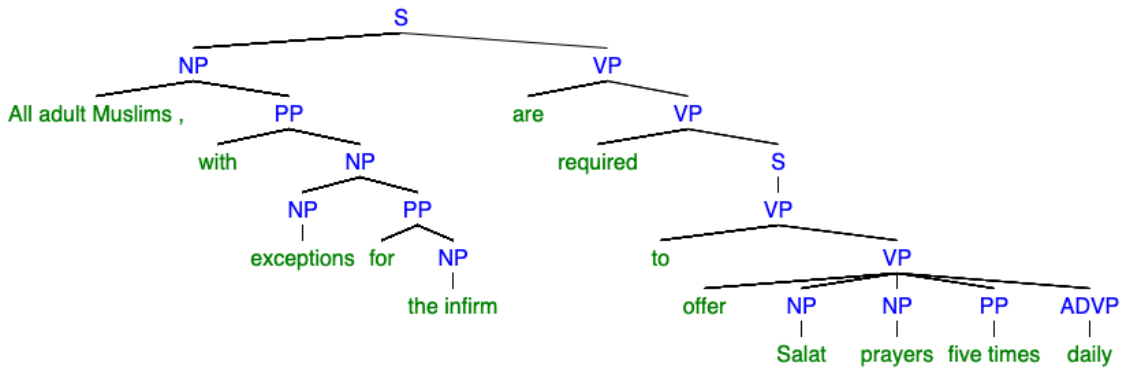 S
NP VP
All adult Muslims , PP are VP
with NP required S
NP PP VP
exceptions for NP to VP
the infirm offer NP NP PP ADVP
Salat prayers five times daily